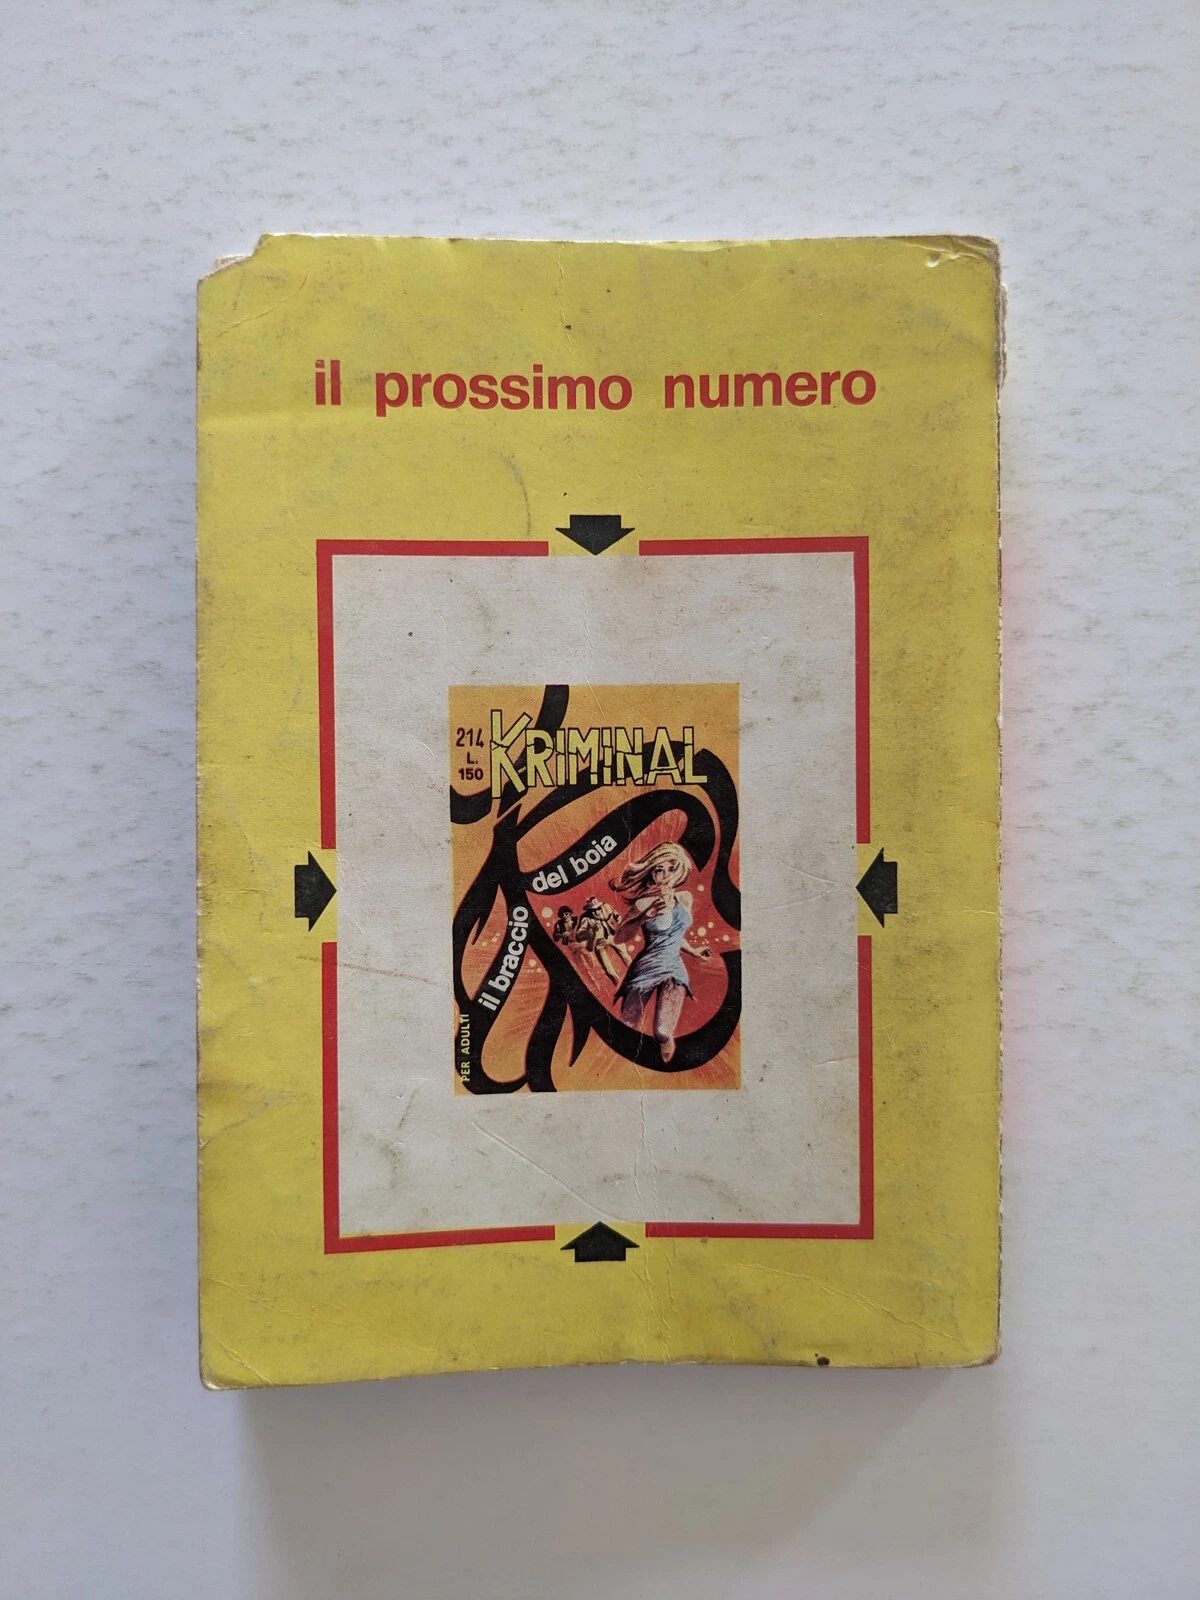 il prossimo numero
214
L.
150
KRIMINAL
il braccio del boia
PER ADULTI